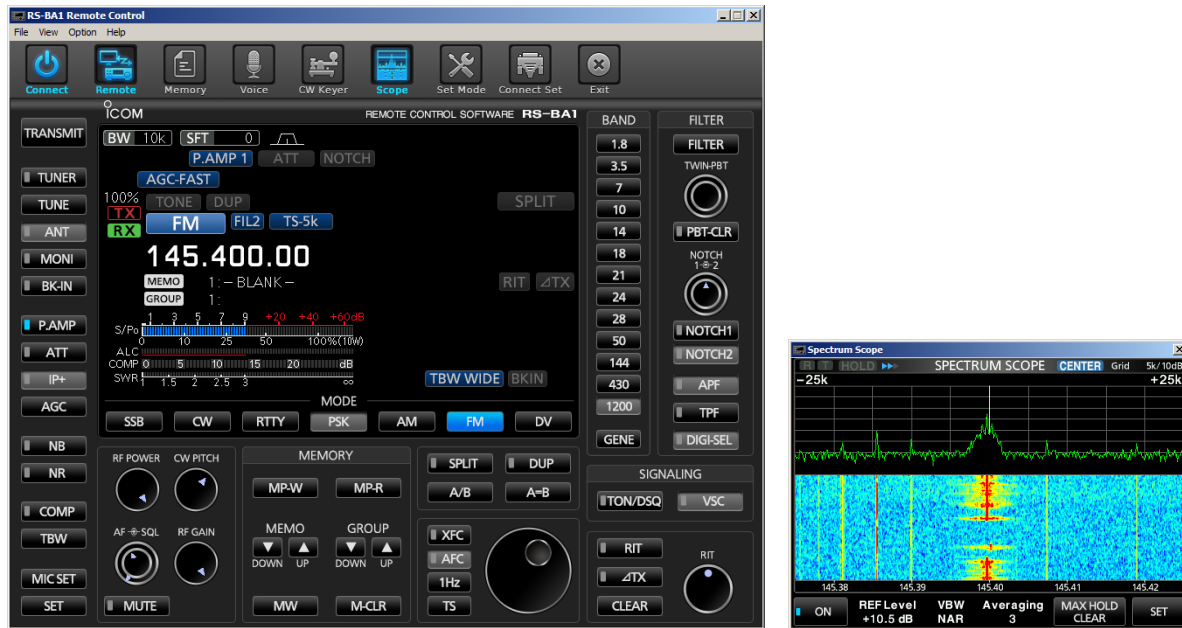 RS-BA1 Remote Control
File View Option Help
Connect Remote Memory Voice CW Keyer Scope Set Mode Connect Set Exit
ICOM REMOTE CONTROL SOFTWARE RS-BA1
TRANSMIT
TUNER
TUNE
ANT
MONI
BK-IN
P.AMP
ATT
IP+
AGC
NB
NR
COMP
TBW
MIC SET
SET
BW 10k SFT 0
P.AMP 1 ATT NOTCH
AGC-FAST
100% TONE DUP SPLIT
TX
RX FM FIL2 TS-5k
145.400.00
MEMO 1:– BLANK – RIT ⊿TX
GROUP 1:
1 3 5 7 9 +20 +40 +60dB
S/Po
0 10 25 50 100%(10W)
ALC
COMP 0 5 10 15 20 dB
SWR 1 1.5 2 2.5 3 ∞
TBW WIDE BKIN
MODE
SSB CW RTTY PSK AM FM DV
RF POWER CW PITCH
AF SQL RF GAIN
MUTE
MEMORY
MP-W MP-R
MEMO GROUP
DOWN UP DOWN UP
MW M-CLR
SPLIT DUP
A/B A=B
XFC
AFC
1Hz
TS
BAND
1.8
3.5
7
10
14
18
21
24
28
50
144
430
1200
GENE
FILTER
FILTER
TWIN-PBT
PBT-CLR
NOTCH
1-2
NOTCH1
NOTCH2
APF
TPF
DIGI-SEL
SIGNALING
TON/DSQ VSC
RIT
⊿TX
CLEAR
RIT
Spectrum Scope
R T HOLD SPECTRUM SCOPE CENTER Grid 5k/10dB
−25k +25k
145.38 145.39 145.40 145.41 145.42
ON REF Level VBW Averaging MAX HOLD SET
+10.5 dB NAR 3 CLEAR